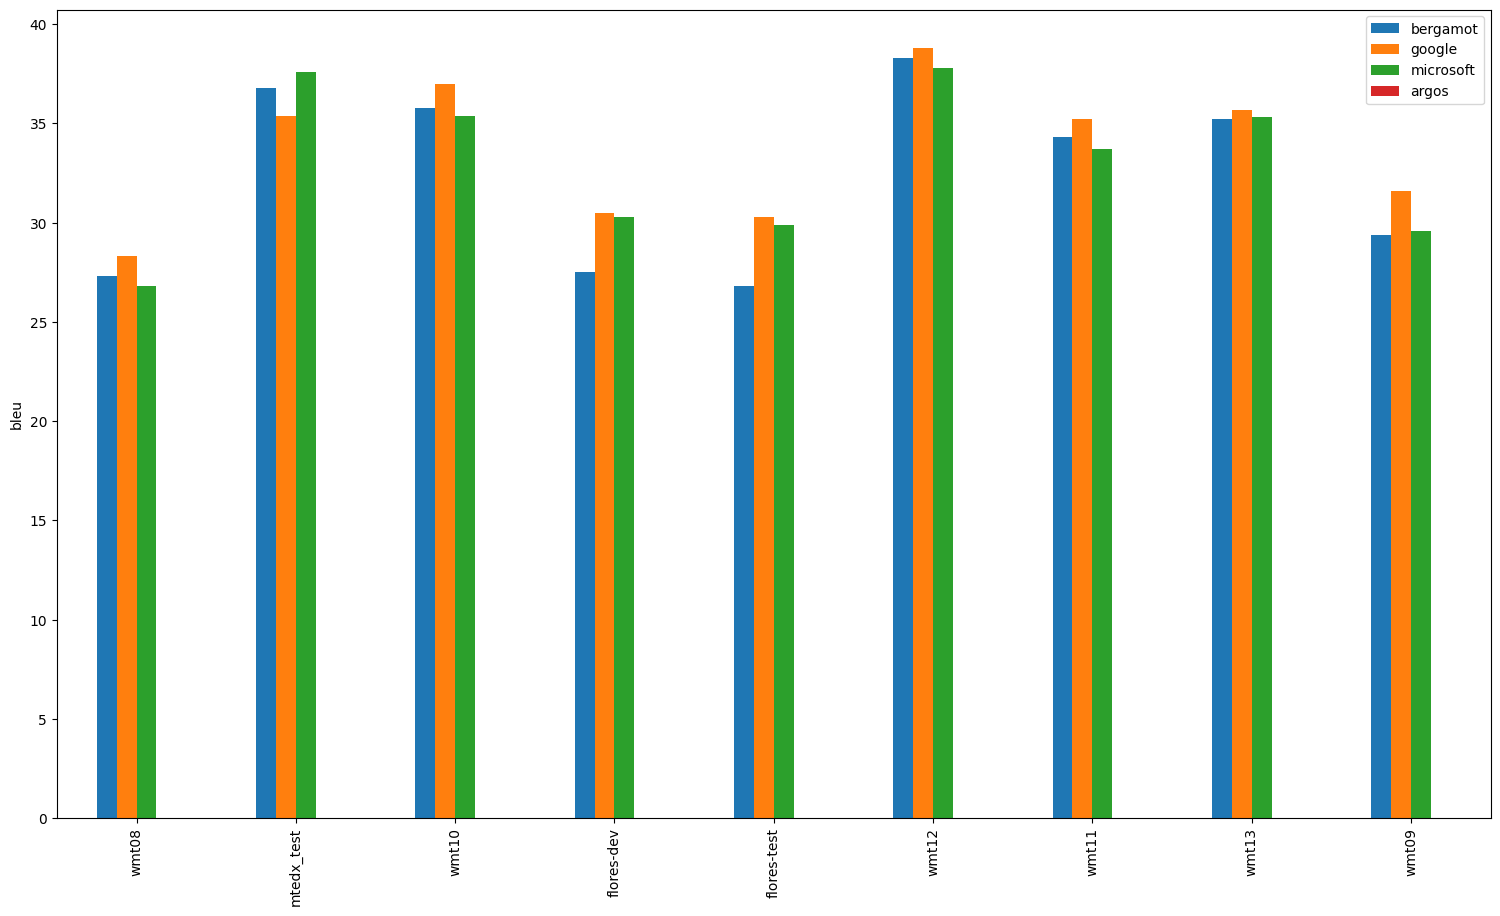 40
35
30
25
20
15
10
5
0
bleu
bergamot
google
microsoft
argos
wmt08
mtedx_test
wmt10
flores-dev
flores-test
wmt12
wmt11
wmt13
wmt09